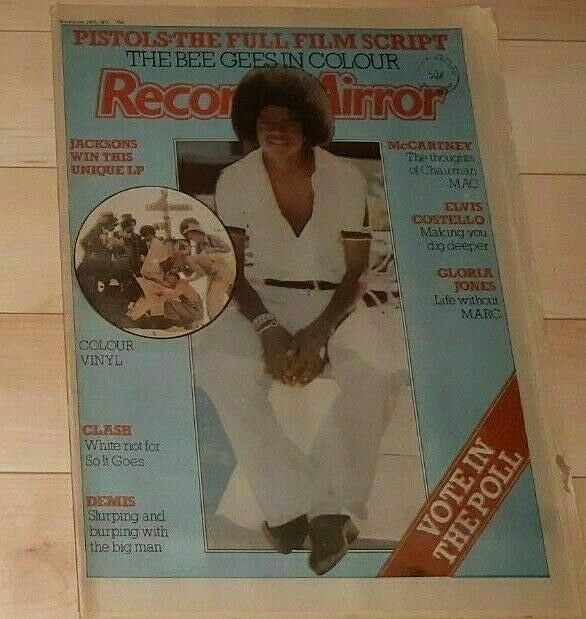 PISTOLS:THE FULL FILM SCRIPT
THE BEE GEES IN COLOUR
Record Mirror
JACKSONS
WIN THIS
UNIQUE LP
COLOUR
VINYL
CLASH
White not for
So It Goes
DEMIS
Slurping and
burping with
the big man
McCARTNEY
The thoughts
of Chairman
MAC
ELVIS
COSTELLO
Making you
dig deeper
GLORIA
JONES
Life without
MARC
VOTE IN
THE POLL